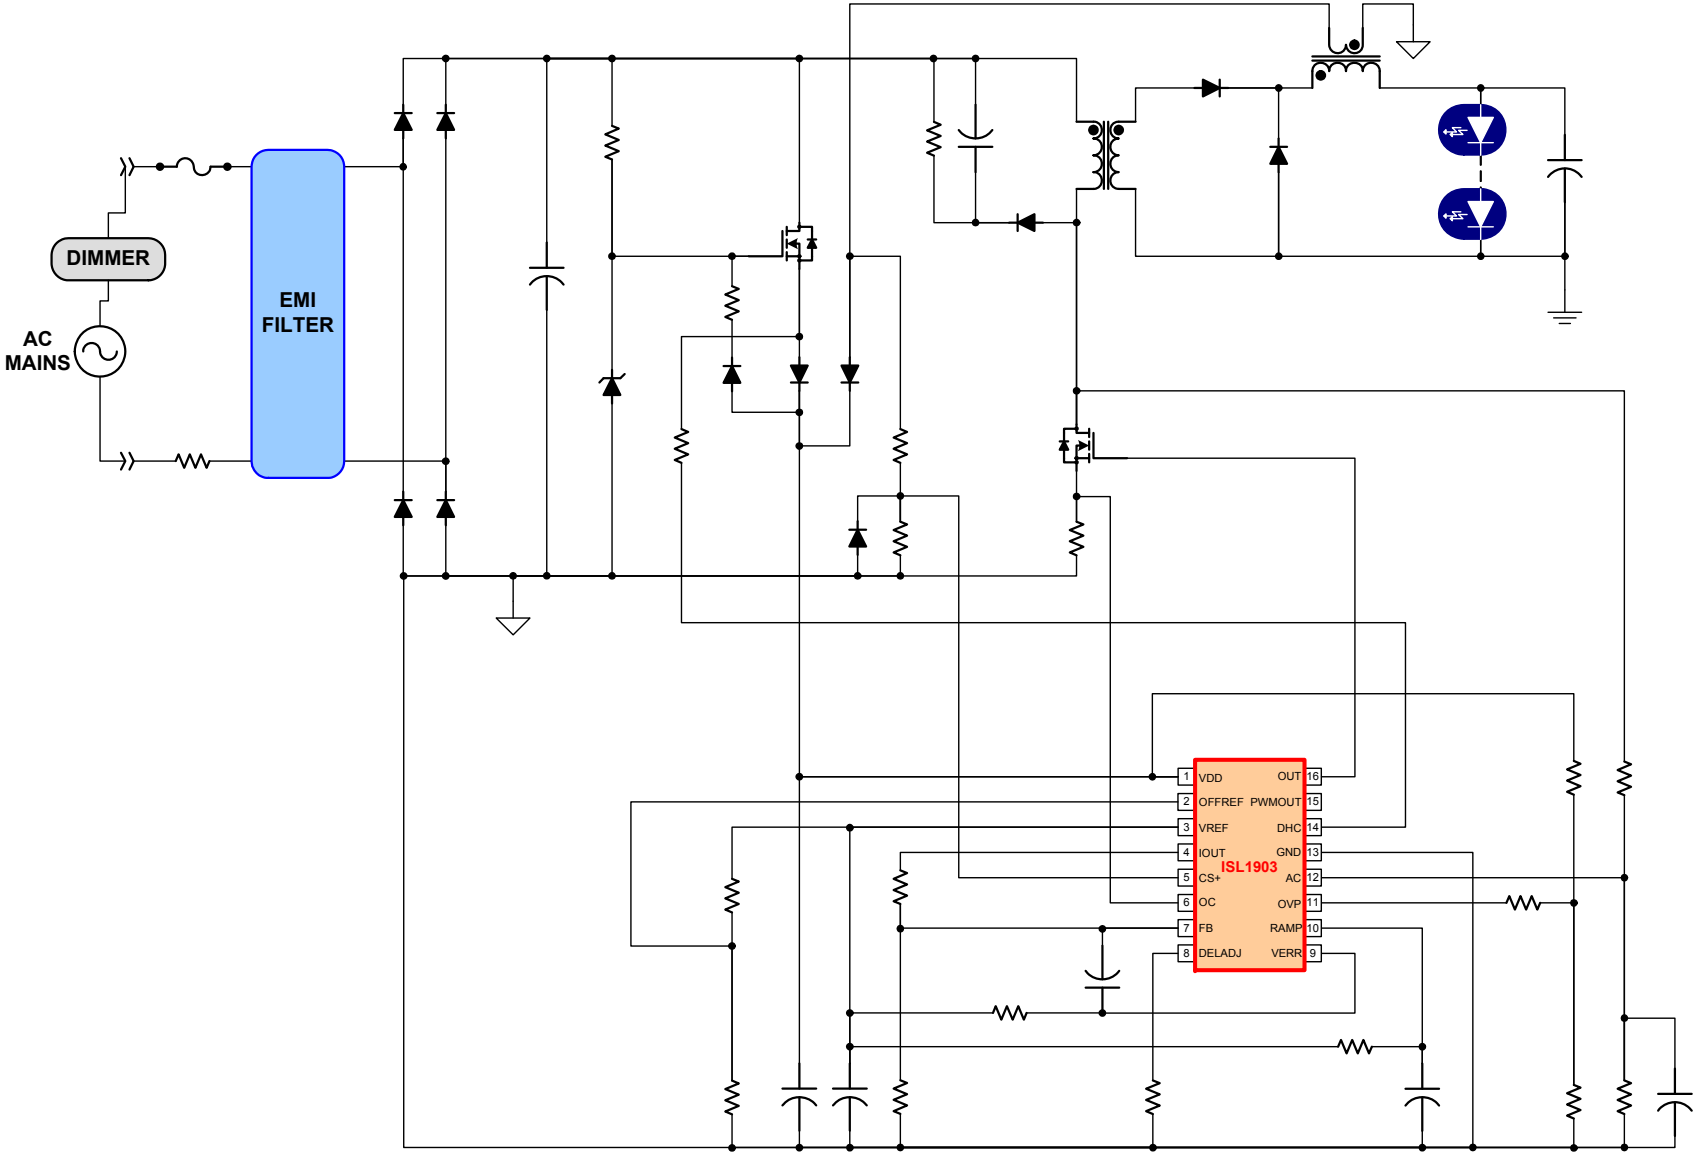 DIMMER
EMI
FILTER
AC
MAINS
1 VDD OUT 16
2 OFFREF PWMOUT 15
3 VREF DHC 14
4 IOUT GND 13
ISL1903
5 CS+ AC 12
6 OC OVP 11
7 FB RAMP 10
8 DELADJ VERR 9